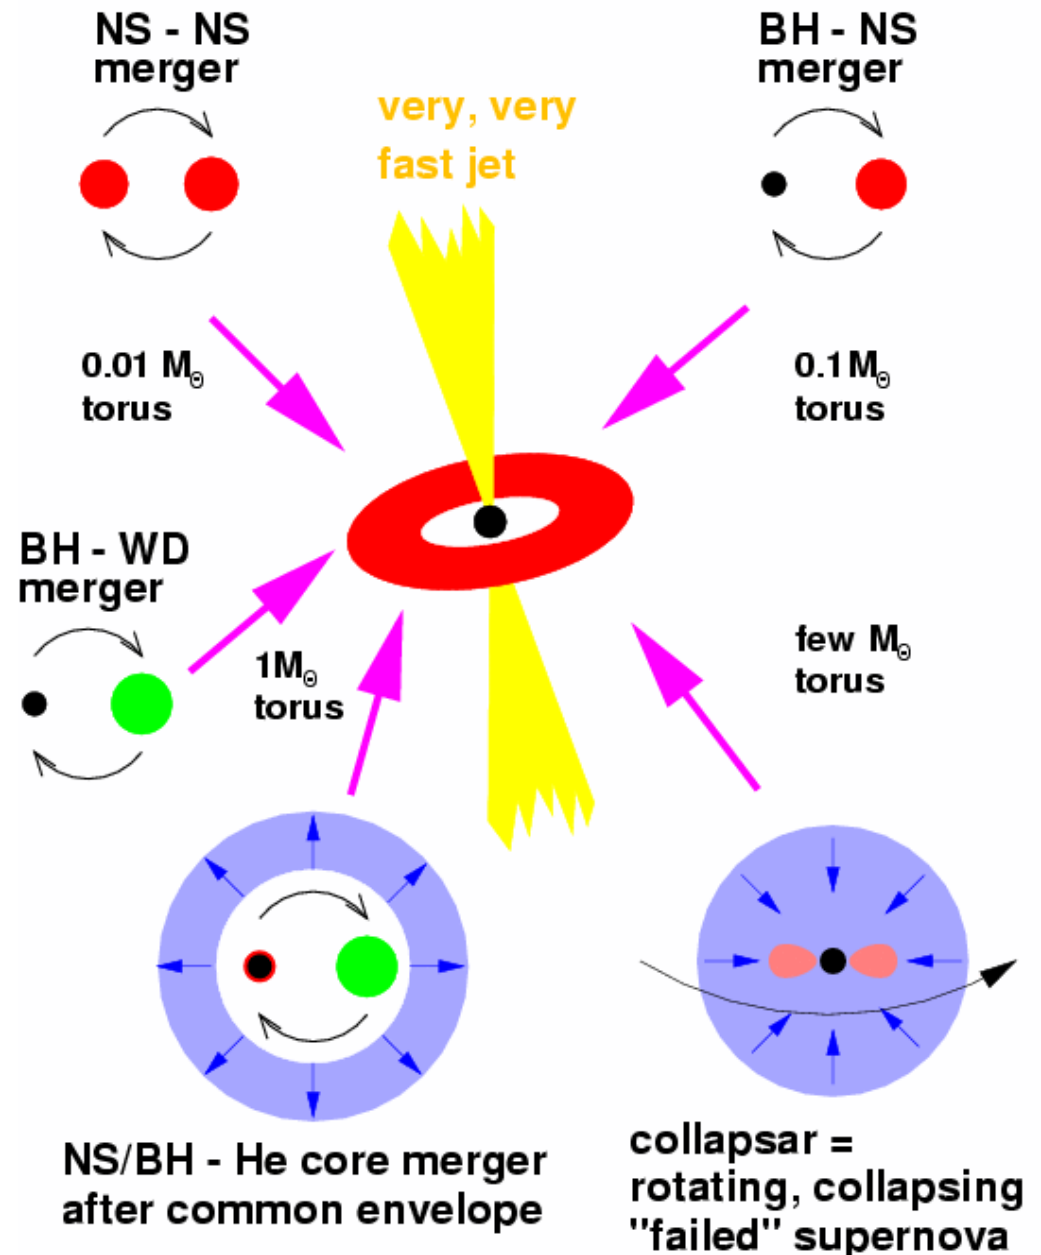 NS - NS
merger
BH - NS
merger
very, very
fast jet
0.01 M☉
torus
0.1M☉
torus
BH - WD
merger
1M☉
torus
few M☉
torus
NS/BH - He core merger
after common envelope
collapsar =
rotating, collapsing
"failed" supernova